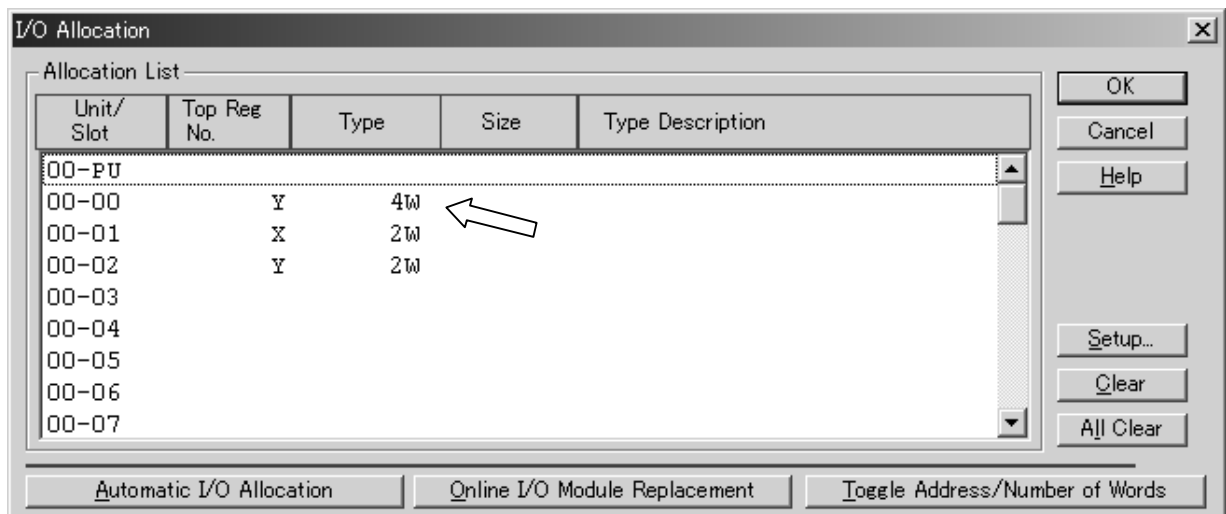 I/O Allocation
Allocation List
Unit/Slot Top Reg No. Type Size Type Description
00-PU
00-00 Y 4W
00-01 X 2W
00-02 Y 2W
00-03
00-04
00-05
00-06
00-07
OK
Cancel
Help
Setup...
Clear
All Clear
Automatic I/O Allocation Online I/O Module Replacement Toggle Address/Number of Words